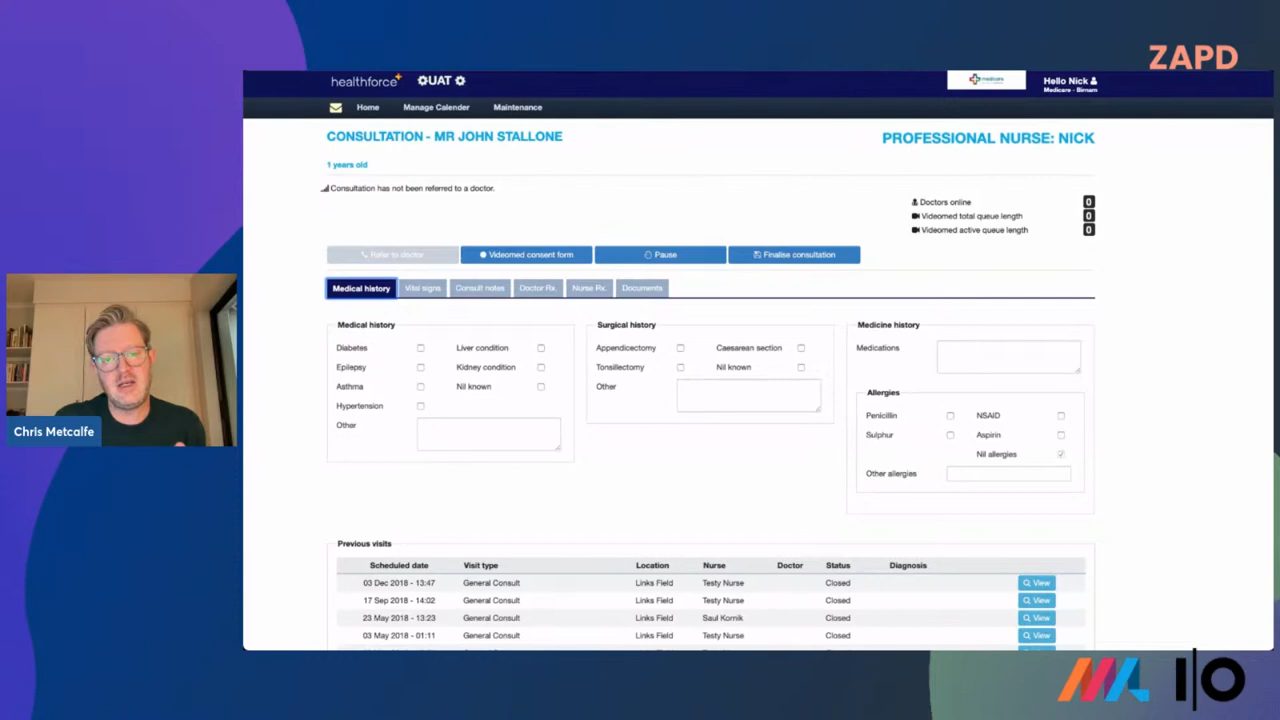 ZAPD
healthforce+ UAT
medicare
Hello Nick
Medicare - Birnam
Home Manage Calender Maintenance
CONSULTATION - MR JOHN STALLONE
PROFESSIONAL NURSE: NICK
1 years old
Consultation has not been referred to a doctor.
Doctors online 0
Videomed total queue length 0
Videomed active queue length 0
Refer to doctor Videomed consent form Pause Finalise consultation
Medical history Vital signs Consult notes Doctor Rx. Nurse Rx. Documents
Medical history
Diabetes Liver condition
Epilepsy Kidney condition
Asthma Nil known
Hypertension
Other
Surgical history
Appendicectomy Caesarean section
Tonsillectomy Nil known
Other
Medicine history
Medications
Allergies
Penicillin NSAID
Sulphur Aspirin
Nil allergies
Other allergies
Chris Metcalfe
Previous visits
Scheduled date Visit type Location Nurse Doctor Status Diagnosis
03 Dec 2018 - 13:47 General Consult Links Field Testy Nurse Closed View
17 Sep 2018 - 14:02 General Consult Links Field Testy Nurse Closed View
23 May 2018 - 13:23 General Consult Links Field Saul Kornik Closed View
03 May 2018 - 01:11 General Consult Links Field Testy Nurse Closed View
ML I/O